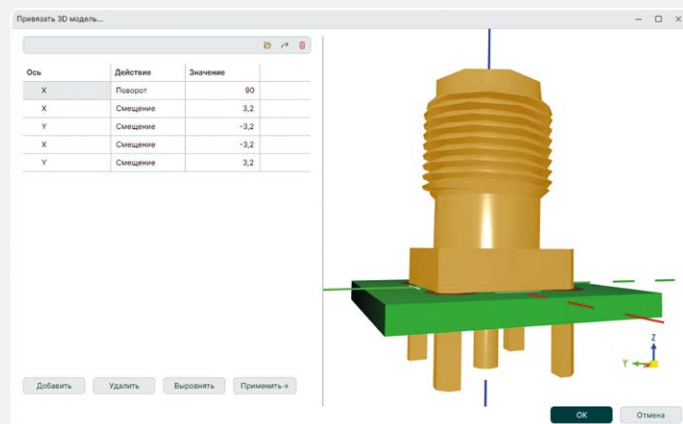 Привязать 3D модель...
Ось Действие Значение
X Поворот 90
X Смещение 3,2
Y Смещение -3,2
X Смещение -3,2
Y Смещение 3,2
Z
Y
Добавить Удалить Выровнять Применить→
ОК Отмена